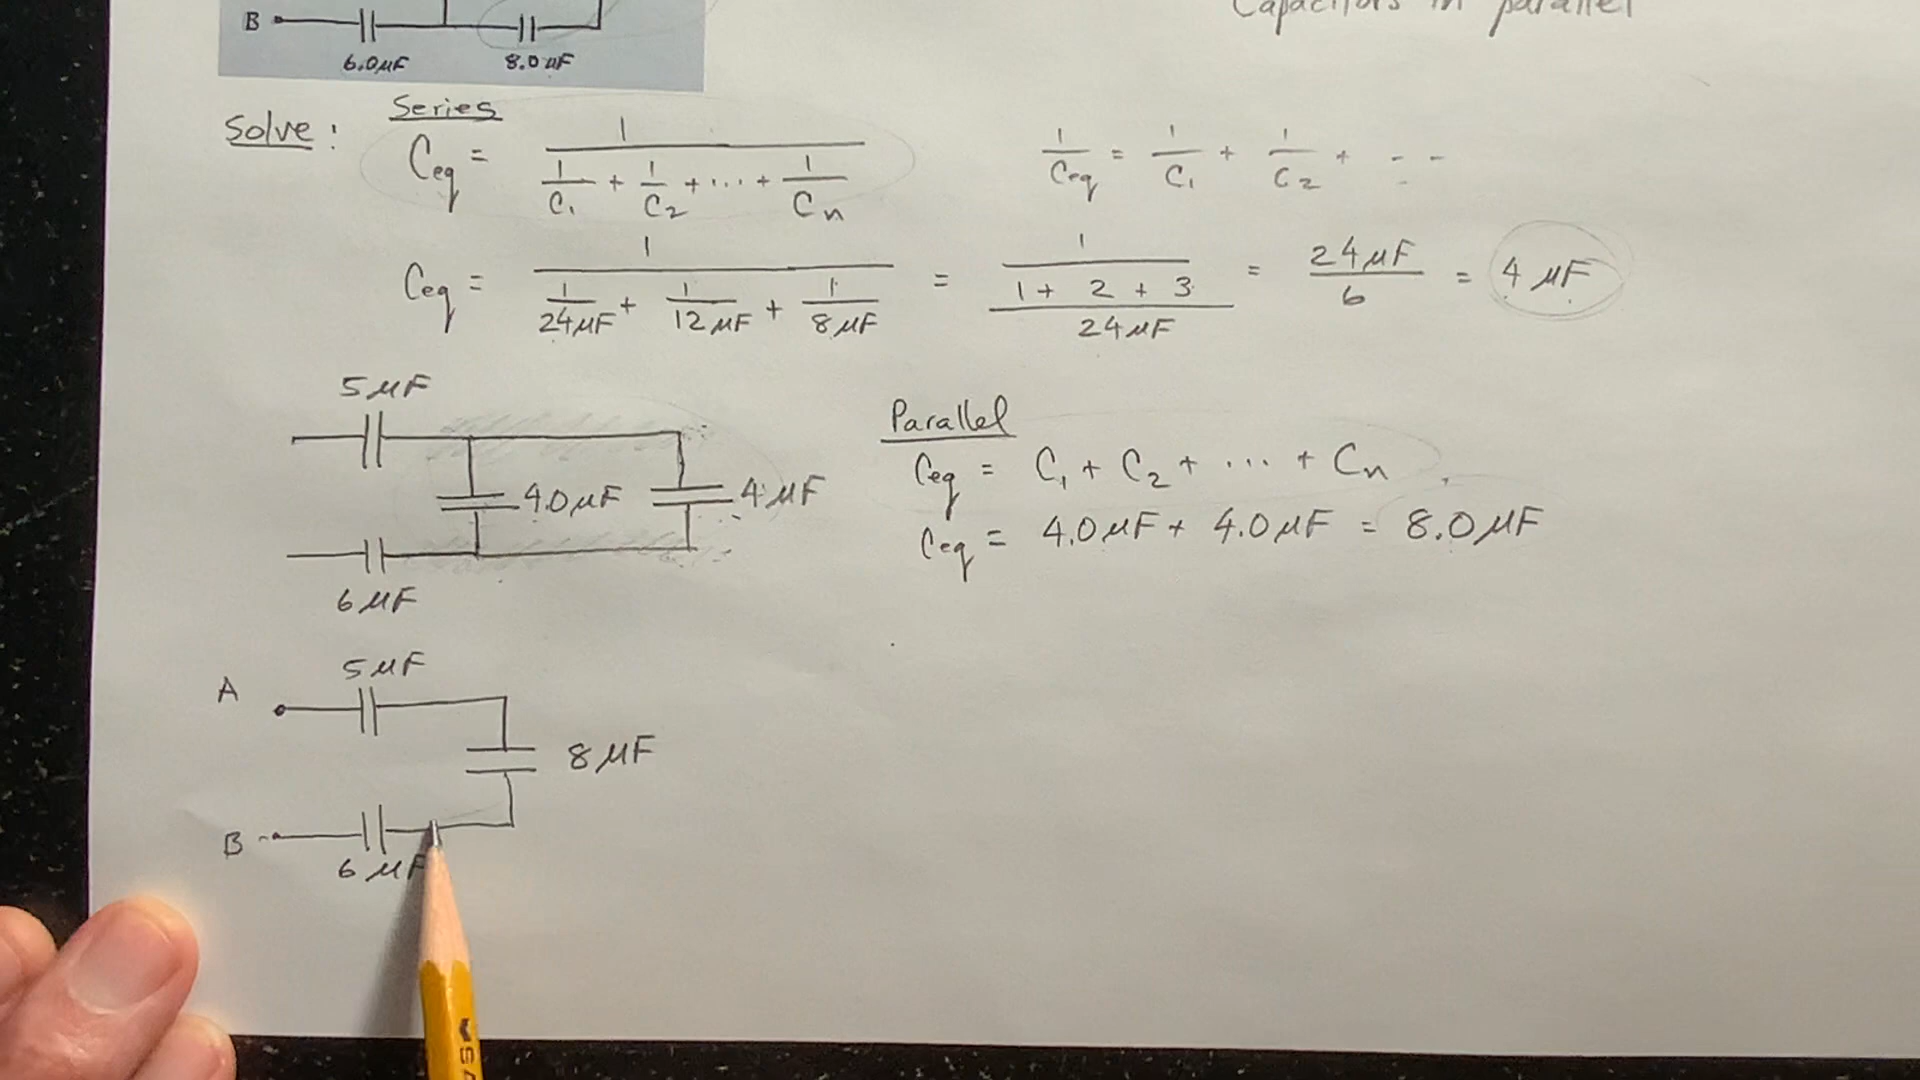 Capacitors in parallel
B
6.0μF 8.0μF
Solve: Series
Ceq = 1 / (1/C1 + 1/C2 + ... + 1/Cn)
1/Ceq = 1/C1 + 1/C2 + - -
Ceq = 1 / (1/24μF + 1/12μF + 1/8μF) = 1 / ((1 + 2 + 3)/24μF) = 24μF/6 = 4 μF
5μF
4.0μF 4μF
6μF
Parallel
Ceq = C1 + C2 + ... + Cn
Ceq = 4.0μF + 4.0μF = 8.0μF
5μF
A
8μF
B
6μF